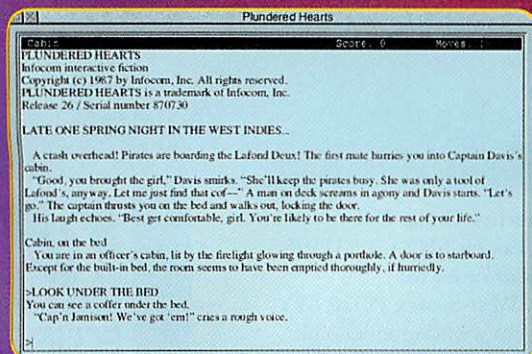 Plundered Hearts
Cabin Score: 0 Moves: 1
PLUNDERED HEARTS
Infocom interactive fiction
Copyright (c) 1987 by Infocom, Inc. All rights reserved.
PLUNDERED HEARTS is a trademark of Infocom, Inc.
Release 26 / Serial number 870730
LATE ONE SPRING NIGHT IN THE WEST INDIES...
A crash overhead! Pirates are boarding the Lafond Deux! The first mate hurries you into Captain Davis's
cabin.
"Good, you brought the girl," Davis smirks. "She'll keep the pirates busy. She was only a tool of
Lafond's, anyway. Let me just find that cof—" A man on deck screams in agony and Davis starts. "Let's
go." The captain thrusts you on the bed and walks out, locking the door.
His laugh echoes. "Best get comfortable, girl. You're likely to be there for the rest of your life."
Cabin, on the bed
You are in an officer's cabin, lit by the firelight glowing through a porthole. A door is to starboard.
Except for the built-in bed, the room seems to have been emptied thoroughly, if hurriedly.
>LOOK UNDER THE BED
You can see a coffer under the bed.
"Cap'n Jamison! We've got 'em!" cries a rough voice.
>